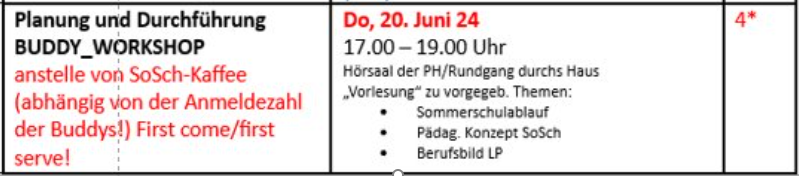 Planung und Durchführung
BUDDY_WORKSHOP
anstelle von SoSch-Kaffee
(abhängig von der Anmeldezahl
der Buddys!) First come/first
serve!
Do, 20. Juni 24
17.00 – 19.00 Uhr
Hörsaal der PH/Rundgang durchs Haus
„Vorlesung“ zu vorgegeb. Themen:
• Sommerschulablauf
• Pädag. Konzept SoSch
• Berufsbild LP
4*